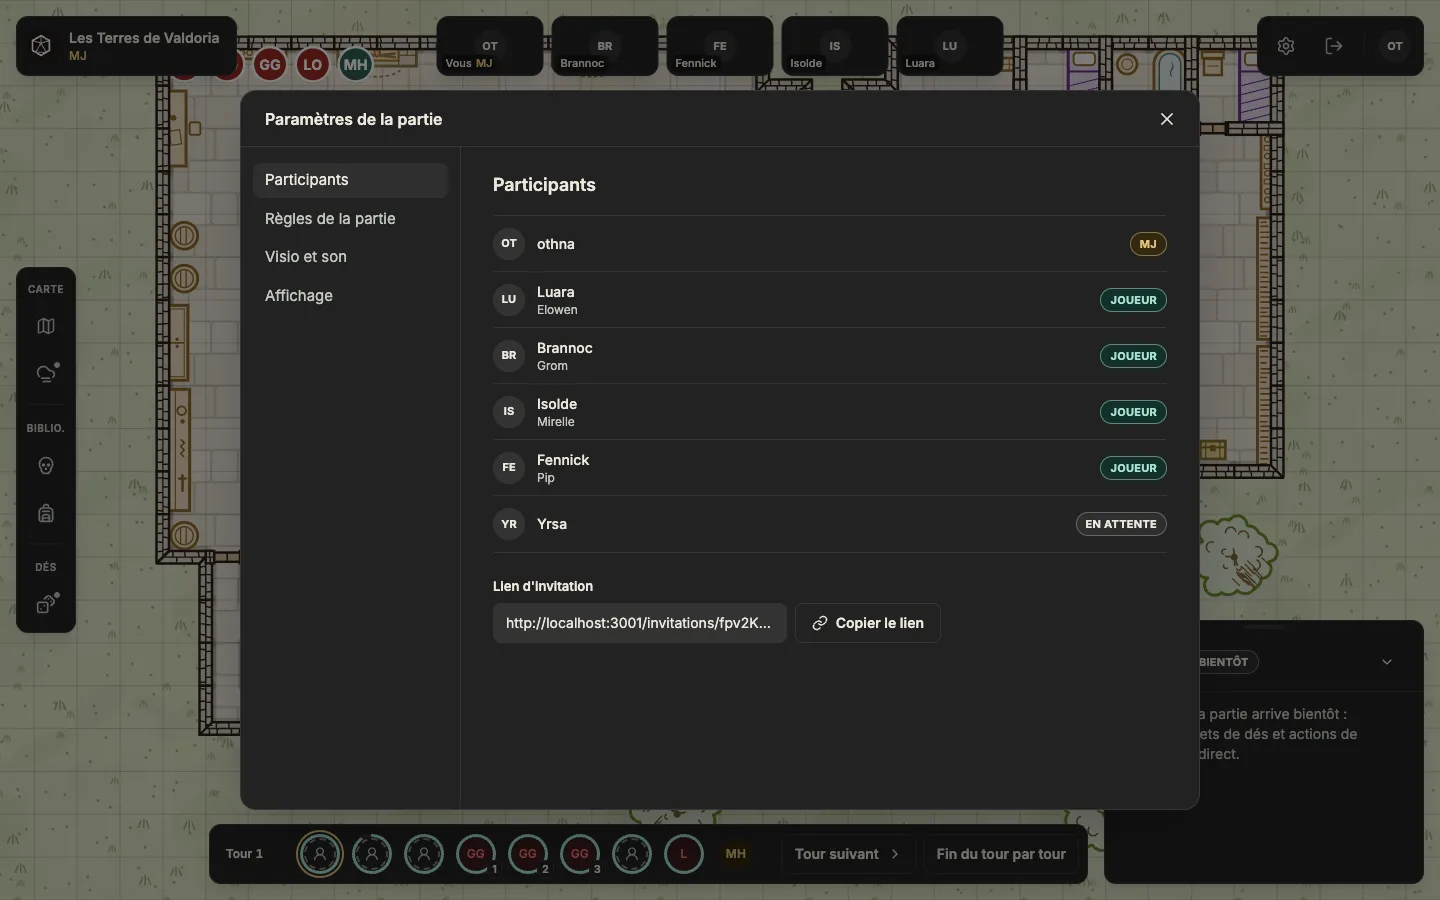 Les Terres de Valdoria
MJ
GG
LO
MH
OT
Vous MJ
BR
Brannoc
FE
Fennick
IS
Isolde
LU
Luara
OT
Paramètres de la partie
Participants
Règles de la partie
Visio et son
Affichage
Participants
OT
othna
MJ
LU
Luara
Elowen
JOUEUR
BR
Brannoc
Grom
JOUEUR
IS
Isolde
Mirelle
JOUEUR
FE
Fennick
Pip
JOUEUR
YR
Yrsa
EN ATTENTE
Lien d'invitation
http://localhost:3001/invitations/fpv2K...
Copier le lien
CARTE
BIBLIO.
DÉS
BIENTÔT
a partie arrive bientôt :
ets de dés et actions de
direct.
Tour 1
GG
1
GG
2
GG
3
L
MH
Tour suivant
Fin du tour par tour